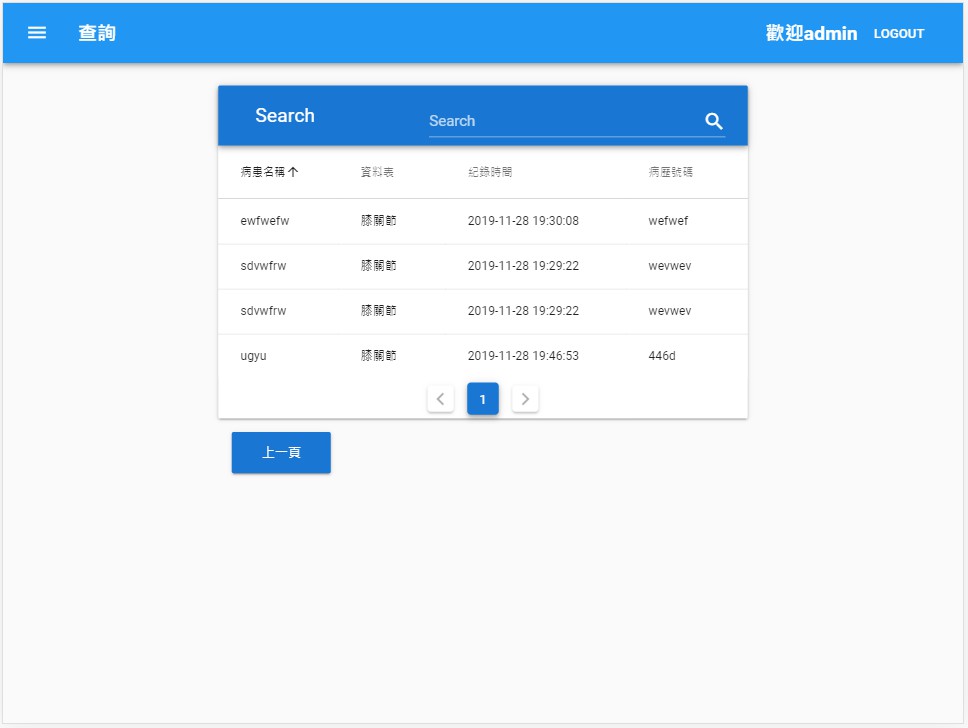 查詢 歡迎admin LOGOUT
Search Search
病患名稱 資料表 紀錄時間 病歷號碼
ewfwefw 膝關節 2019-11-28 19:30:08 wefwef
sdvwfrw 膝關節 2019-11-28 19:29:22 wevwev
sdvwfrw 膝關節 2019-11-28 19:29:22 wevwev
ugyu 膝關節 2019-11-28 19:46:53 446d
1
上一頁